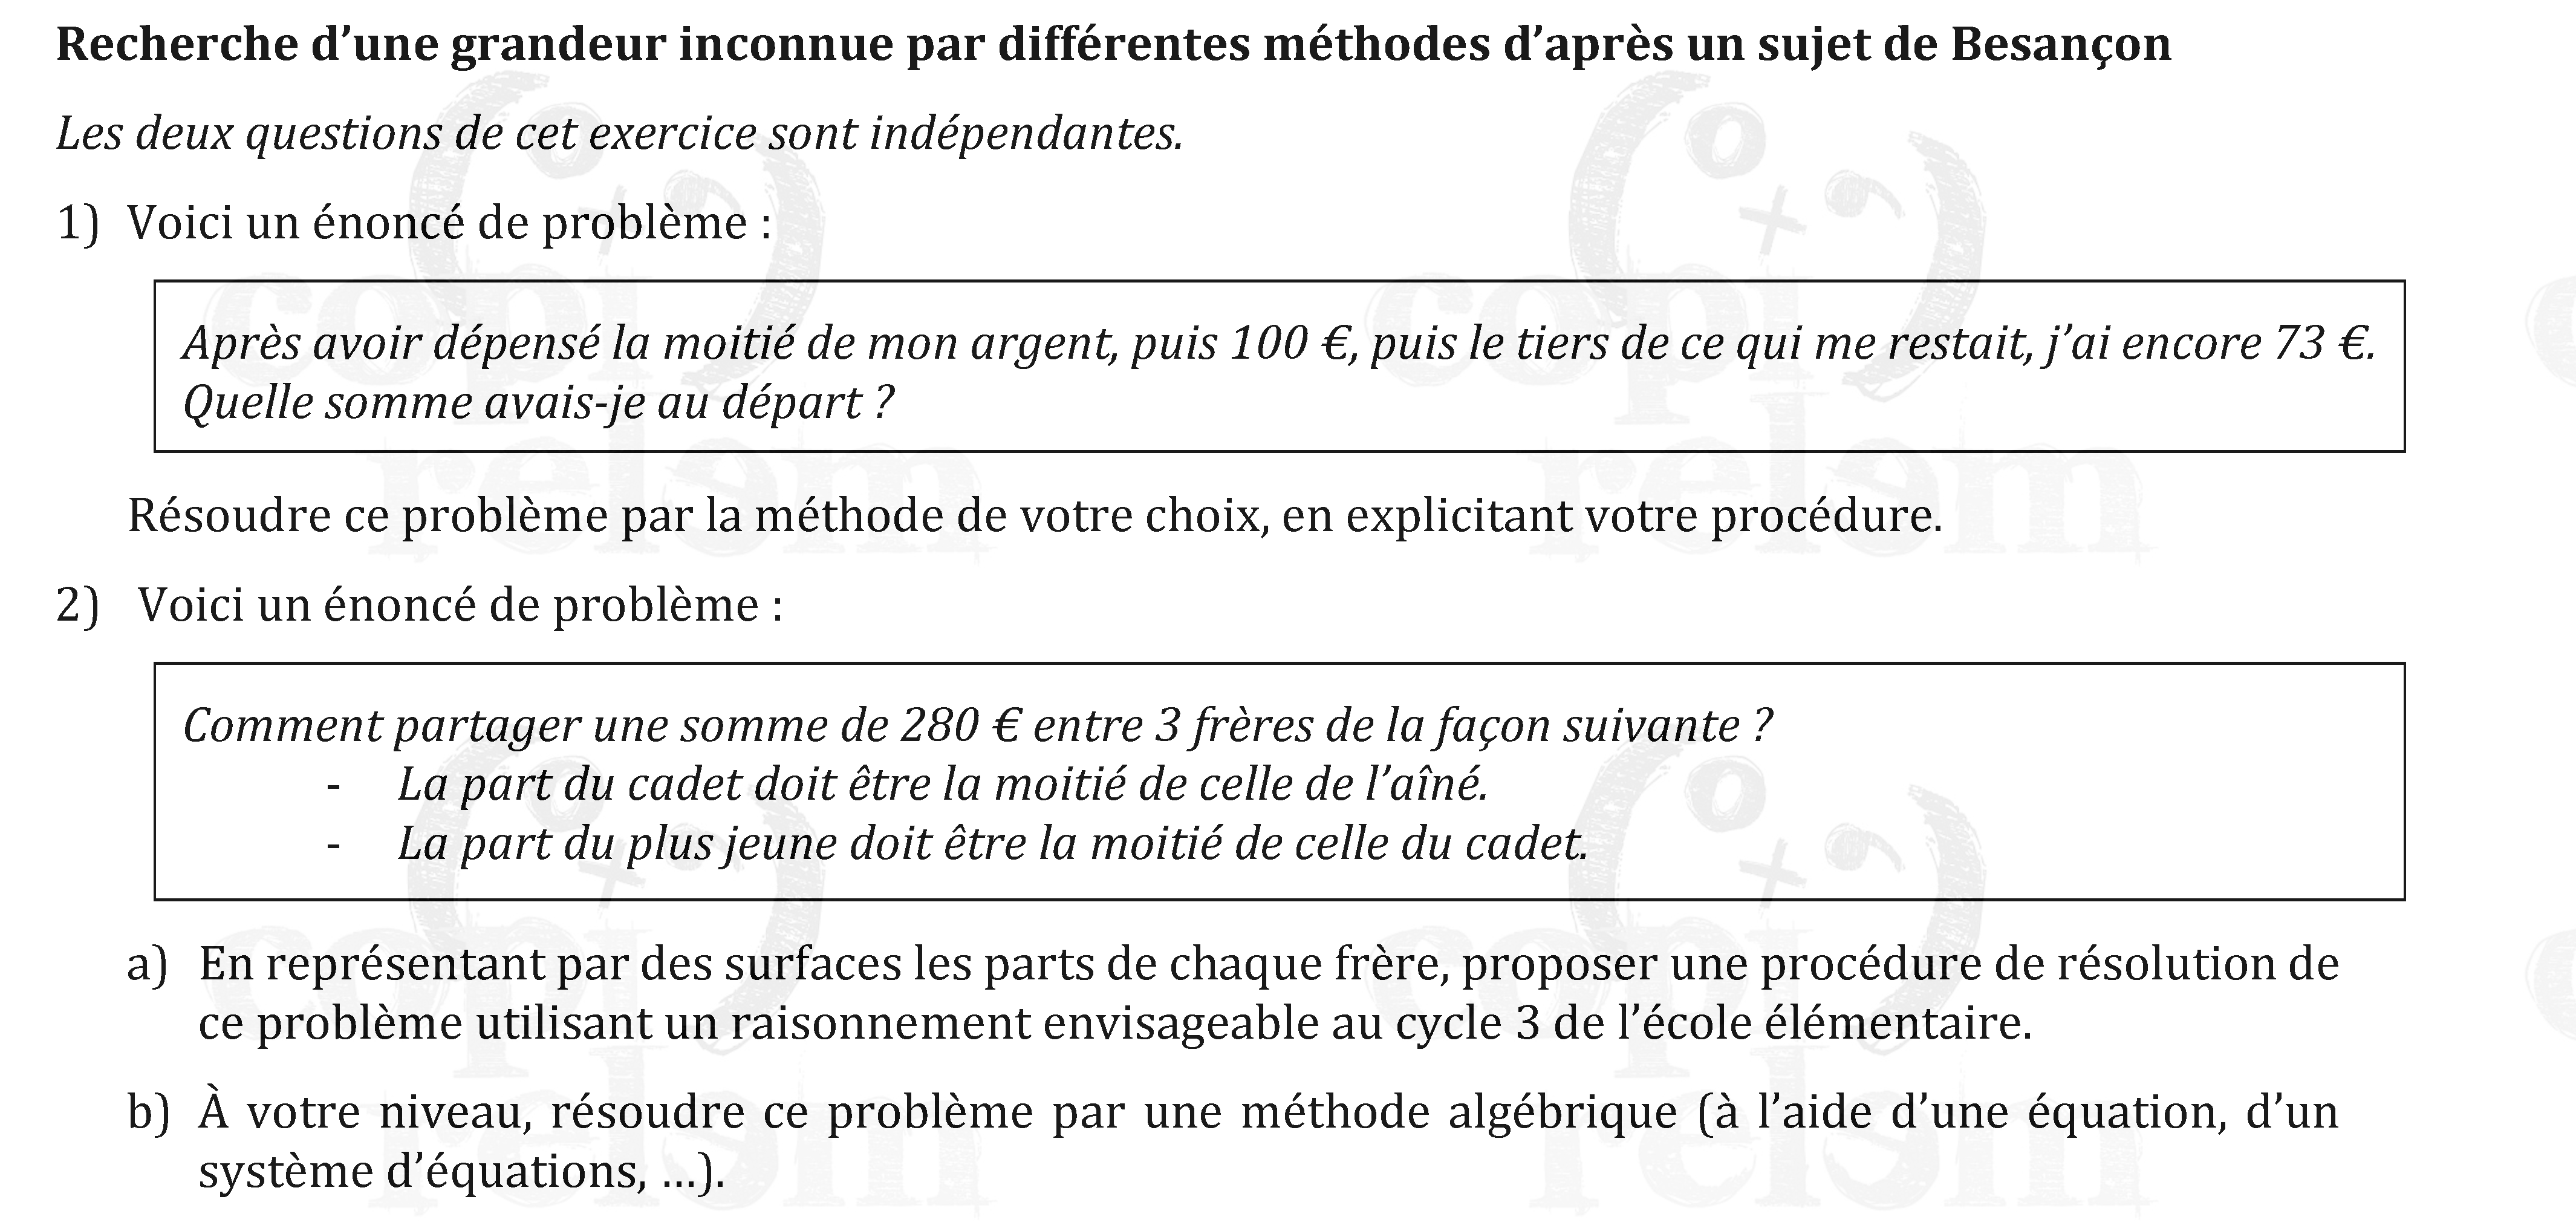 Recherche d’une grandeur inconnue par différentes méthodes d’après un sujet de Besançon
Les deux questions de cet exercice sont indépendantes.
1) Voici un énoncé de problème :
Après avoir dépensé la moitié de mon argent, puis 100 €, puis le tiers de ce qui me restait, j’ai encore 73 €.
Quelle somme avais-je au départ ?
Résoudre ce problème par la méthode de votre choix, en explicitant votre procédure.
2) Voici un énoncé de problème :
Comment partager une somme de 280 € entre 3 frères de la façon suivante ?
- La part du cadet doit être la moitié de celle de l’aîné.
- La part du plus jeune doit être la moitié de celle du cadet.
a) En représentant par des surfaces les parts de chaque frère, proposer une procédure de résolution de
ce problème utilisant un raisonnement envisageable au cycle 3 de l’école élémentaire.
b) À votre niveau, résoudre ce problème par une méthode algébrique (à l’aide d’une équation, d’un
système d’équations, …).
copi
relem
copi
relem
copi
relem
copi
relem